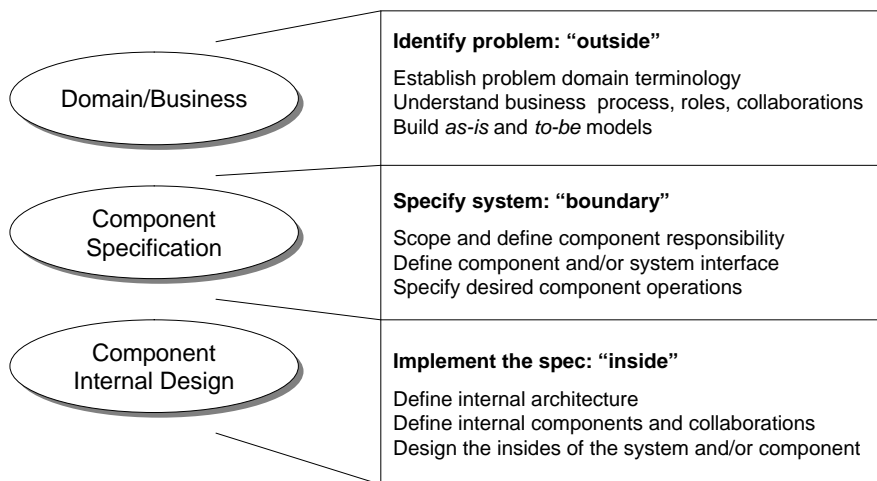 Domain/Business
Identify problem: “outside”
Establish problem domain terminology
Understand business process, roles, collaborations
Build as-is and to-be models
Component
Specification
Specify system: “boundary”
Scope and define component responsibility
Define component and/or system interface
Specify desired component operations
Component
Internal Design
Implement the spec: “inside”
Define internal architecture
Define internal components and collaborations
Design the insides of the system and/or component